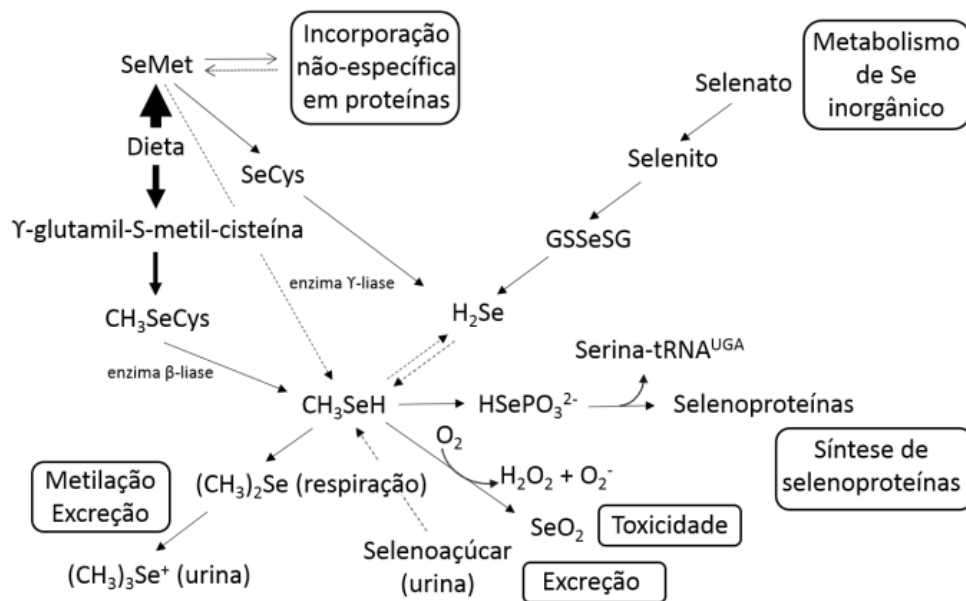 SeMet
Incorporação
não-específica
em proteínas
Selenato
Metabolismo
de Se
inorgânico
Dieta
SeCys
Selenito
ϒ-glutamil-S-metil-cisteína
GSSeSG
enzima ϒ-liase
CH₃SeCys
H₂Se
enzima β-liase
Serina-tRNAᵁᴳᴬ
CH₃SeH
HSePO₃²⁻
Selenoproteínas
O₂
Metilação
Excreção
(CH₃)₂Se (respiração)
H₂O₂ + O₂⁻
Síntese de
selenoproteínas
SeO₂
Toxicidade
(CH₃)₃Se⁺ (urina)
Selenoaçúcar
(urina)
Excreção